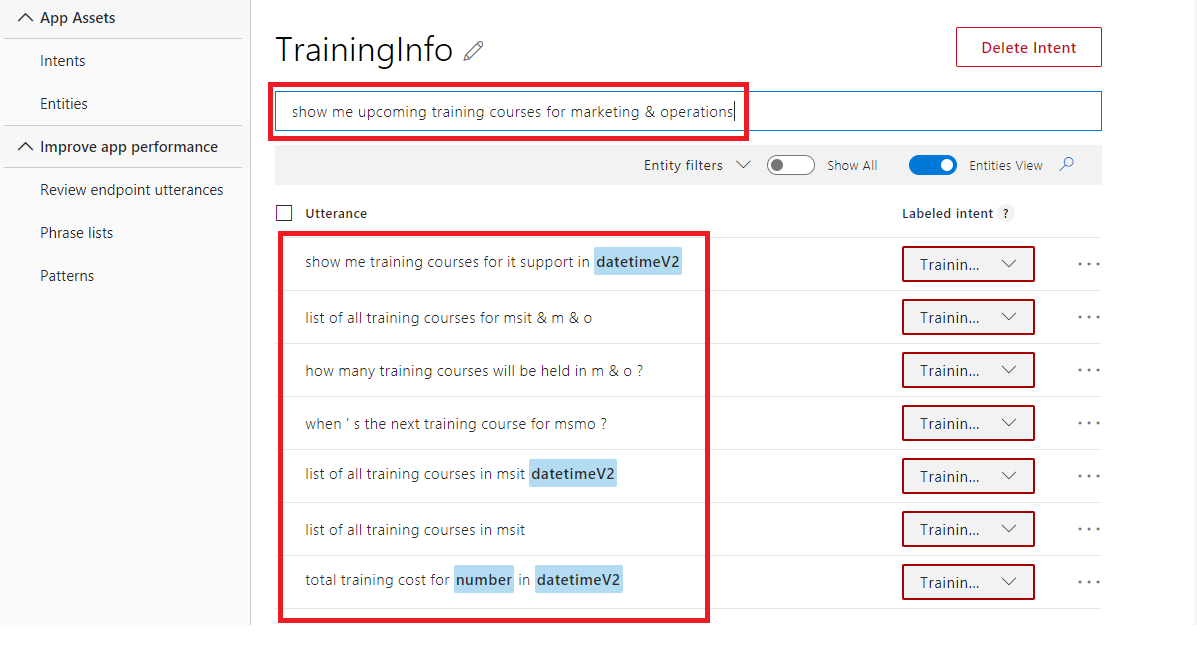 App Assets
Intents
Entities
Improve app performance
Review endpoint utterances
Phrase lists
Patterns
TrainingInfo
Delete Intent
show me upcoming training courses for marketing & operations
Entity filters Show All Entities View
Utterance Labeled intent ?
show me training courses for it support in datetimeV2 Trainin... ...
list of all training courses for msit & m & o Trainin... ...
how many training courses will be held in m & o ? Trainin... ...
when ' s the next training course for msmo ? Trainin... ...
list of all training courses in msit datetimeV2 Trainin... ...
list of all training courses in msit Trainin... ...
total training cost for number in datetimeV2 Trainin... ...